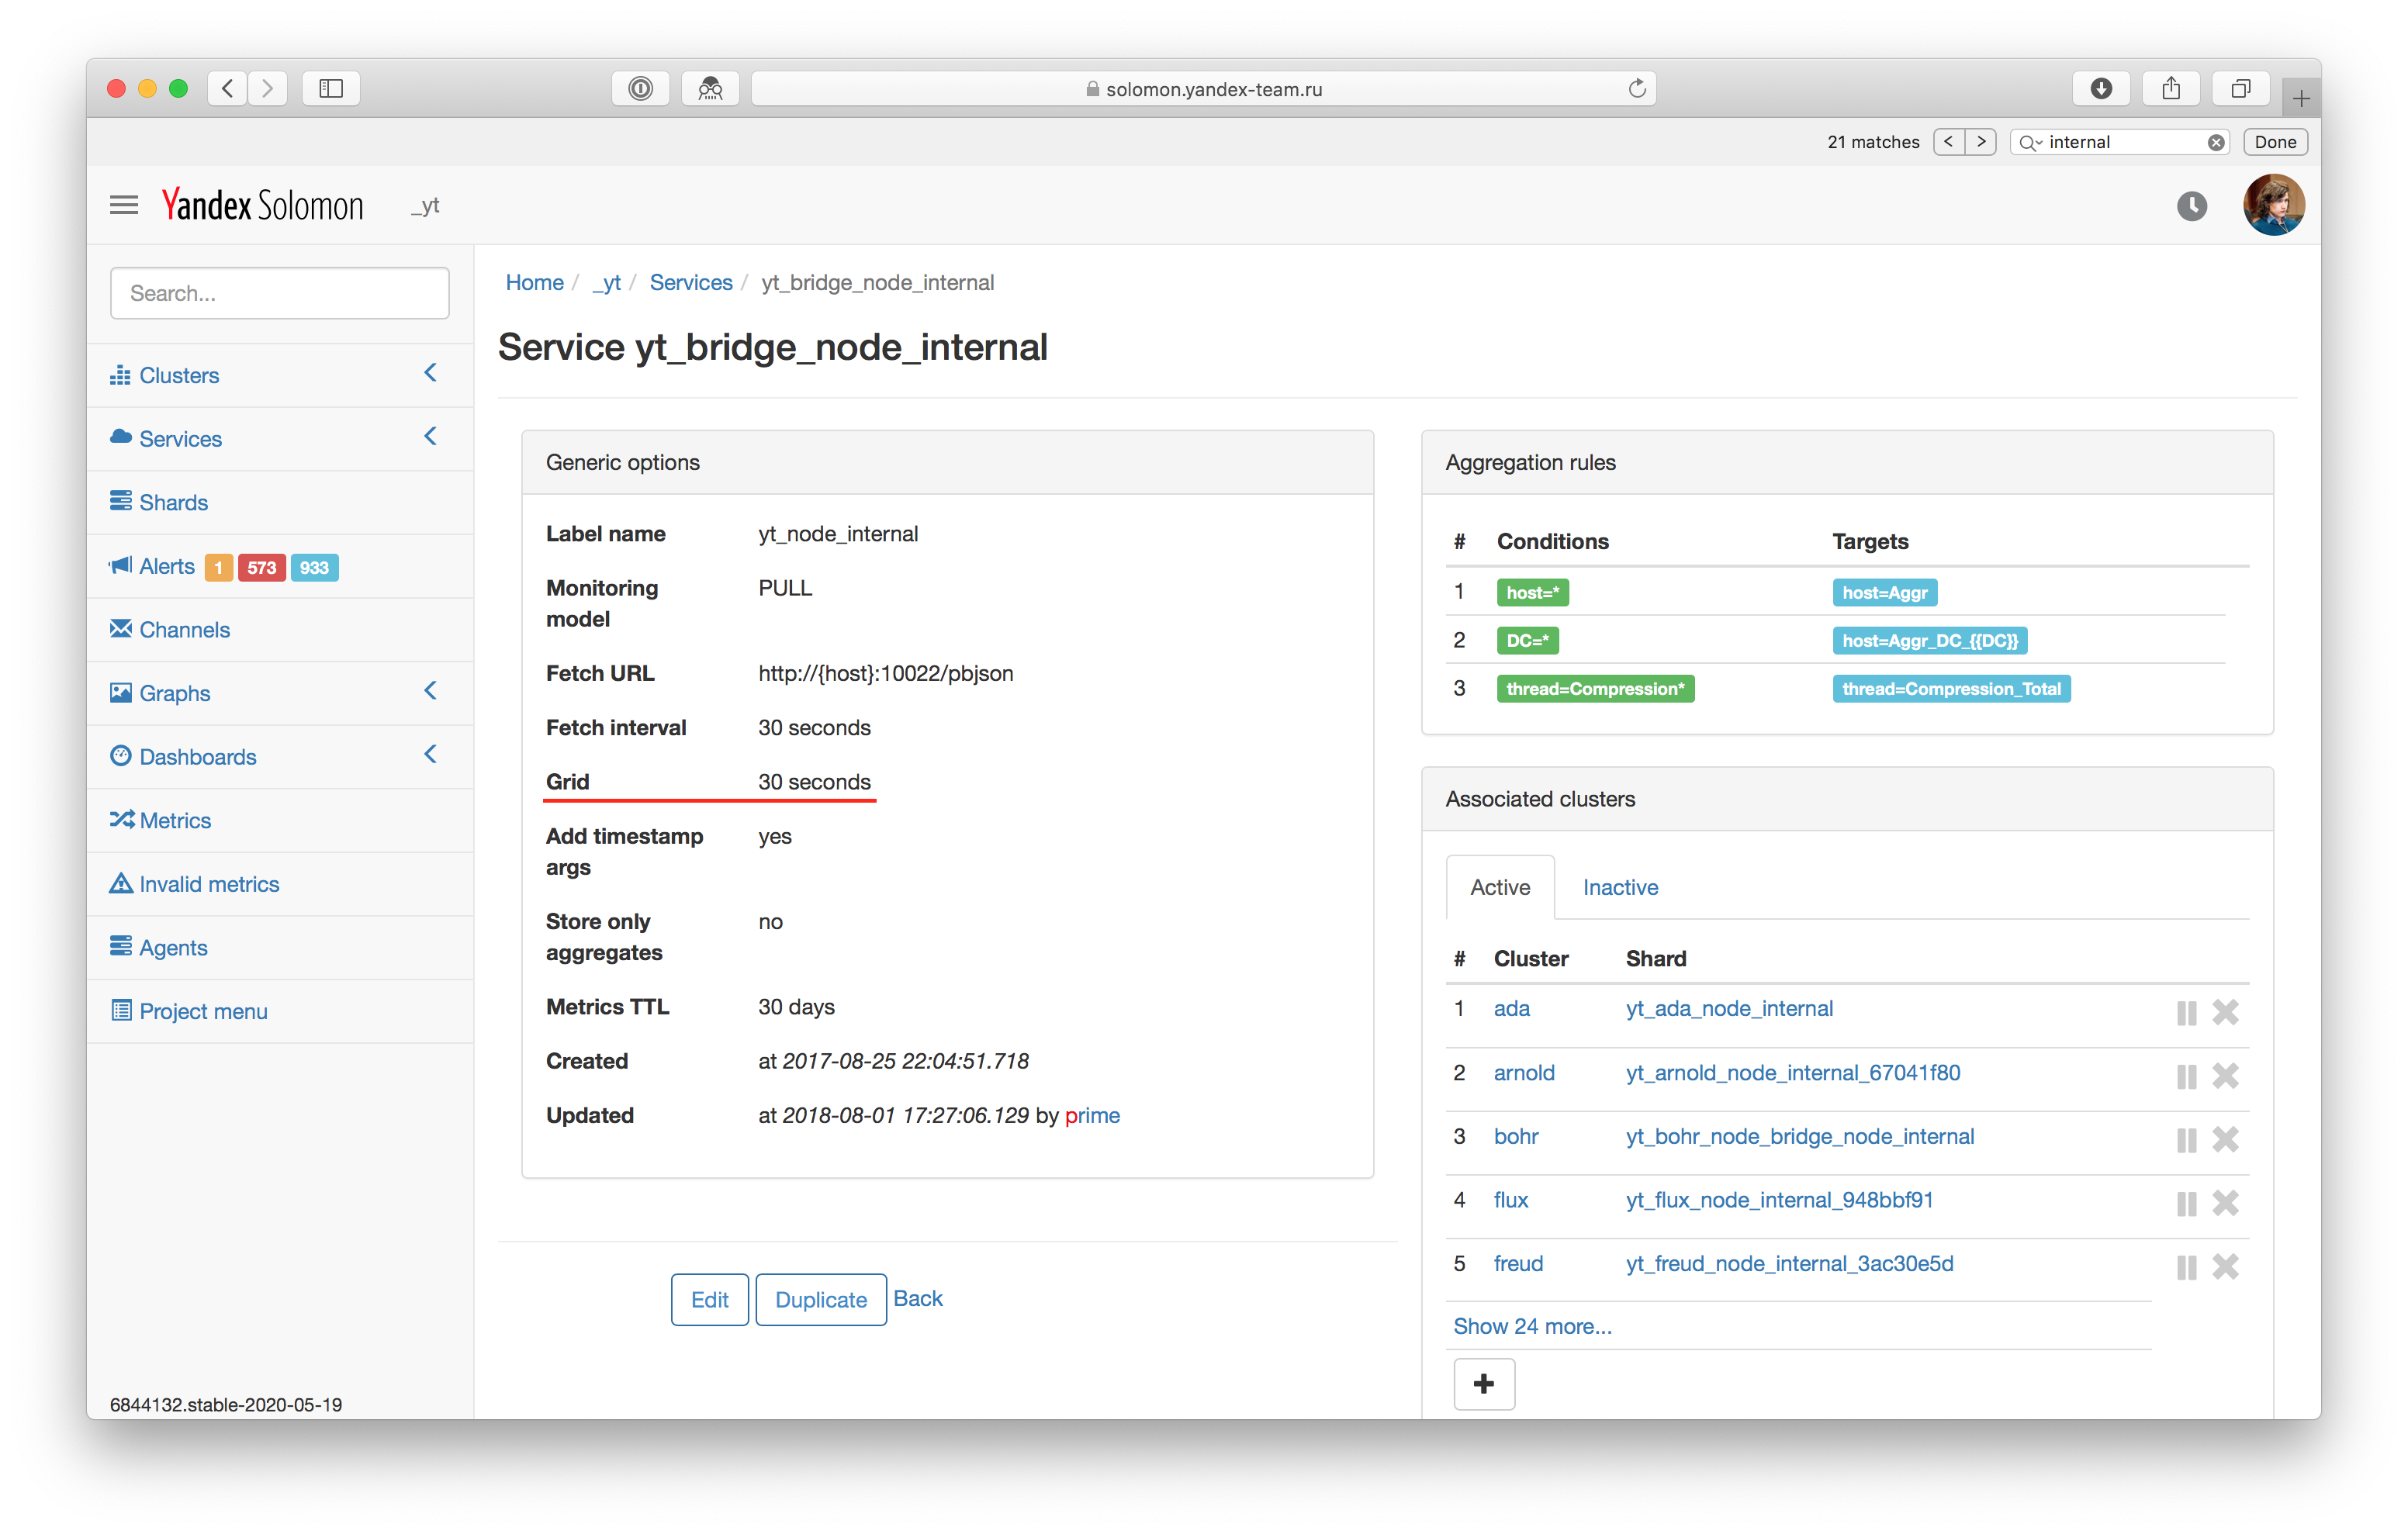 solomon.yandex-team.ru
21 matches
internal
Done
Yandex Solomon
_yt
Search...
Clusters
Services
Shards
Alerts 1 573 933
Channels
Graphs
Dashboards
Metrics
Invalid metrics
Agents
Project menu
6844132.stable-2020-05-19
Home / _yt / Services / yt_bridge_node_internal
Service yt_bridge_node_internal
Generic options
Label name yt_node_internal
Monitoring PULL
model
Fetch URL http://{host}:10022/pbjson
Fetch interval 30 seconds
Grid 30 seconds
Add timestamp yes
args
Store only no
aggregates
Metrics TTL 30 days
Created at 2017-08-25 22:04:51.718
Updated at 2018-08-01 17:27:06.129 by prime
Edit Duplicate Back
Aggregation rules
# Conditions Targets
1 host=* host=Aggr
2 DC=* host=Aggr_DC_{{DC}}
3 thread=Compression* thread=Compression_Total
Associated clusters
Active Inactive
# Cluster Shard
1 ada yt_ada_node_internal
2 arnold yt_arnold_node_internal_67041f80
3 bohr yt_bohr_node_bridge_node_internal
4 flux yt_flux_node_internal_948bbf91
5 freud yt_freud_node_internal_3ac30e5d
Show 24 more...